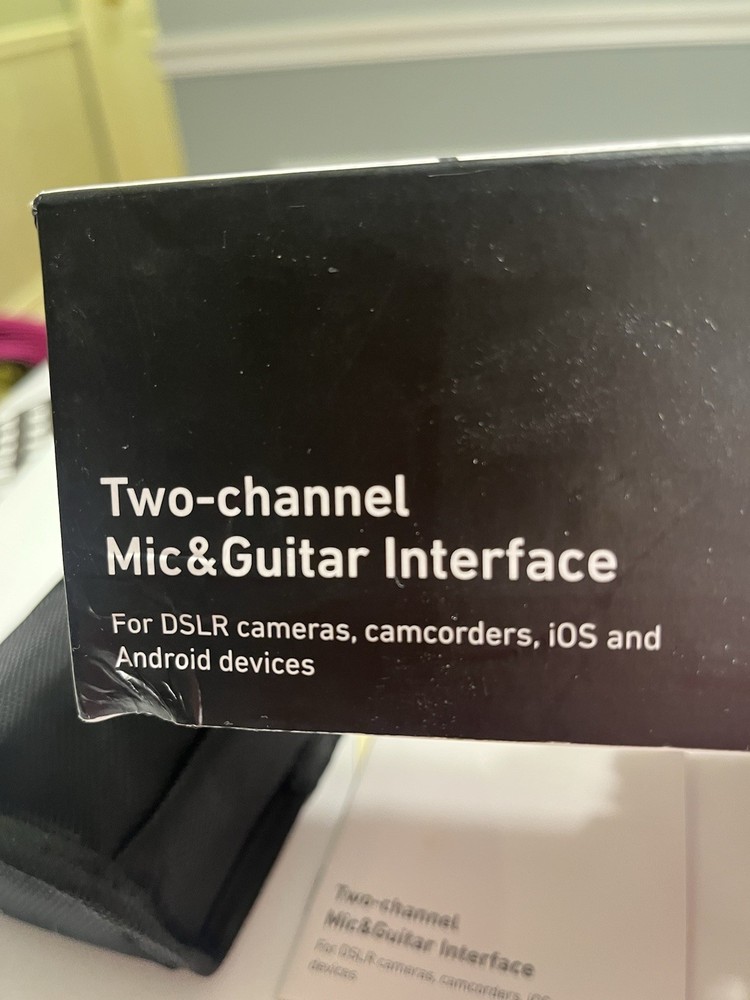 Two-channel
Mic&Guitar Interface
For DSLR cameras, camcorders, iOS and
Android devices
Two-channel
Mic&Guitar Interface
For DSLR cameras, camcorders, iOS
devices